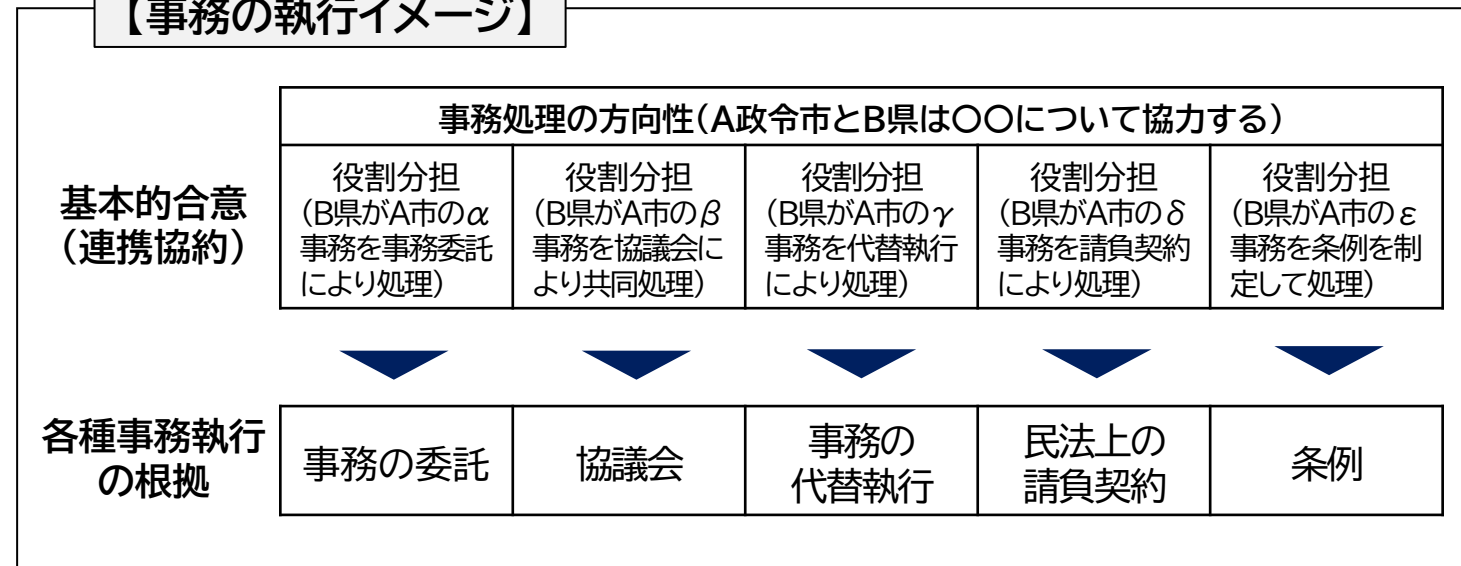 【事務の執行イメージ】
事務処理の方向性(A政令市とB県は〇〇について協力する)
基本的合意
(連携協約)
役割分担
(B県がA市のα
事務を事務委託
により処理)
役割分担
(B県がA市のβ
事務を協議会に
より共同処理)
役割分担
(B県がA市のγ
事務を代替執行
により処理)
役割分担
(B県がA市のδ
事務を請負契約
により処理)
役割分担
(B県がA市のε
事務を条例を制
定して処理)
各種事務執行
の根拠
事務の委託
協議会
事務の
代替執行
民法上の
請負契約
条例